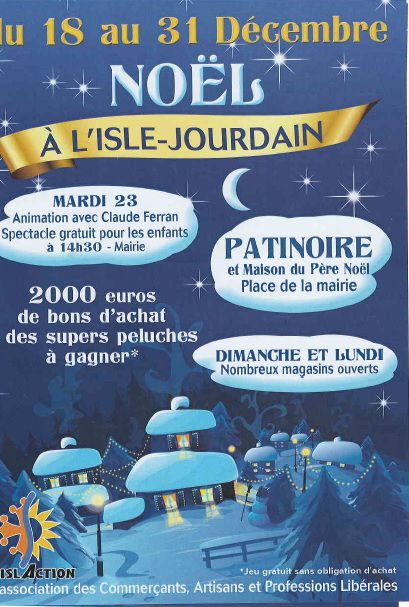 du 18 au 31 Décembre
NOËL
À L'ISLE-JOURDAIN
MARDI 23
Animation avec Claude Ferran
Spectacle gratuit pour les enfants
à 14h30 - Mairie
PATINOIRE
et Maison du Père Noël
Place de la mairie
2000 euros
de bons d'achat
des supers peluches
à gagner*
DIMANCHE ET LUNDI
Nombreux magasins ouverts
ISLACTION
*Jeu gratuit sans obligation d'achat
association des Commerçants, Artisans et Professions Libérales